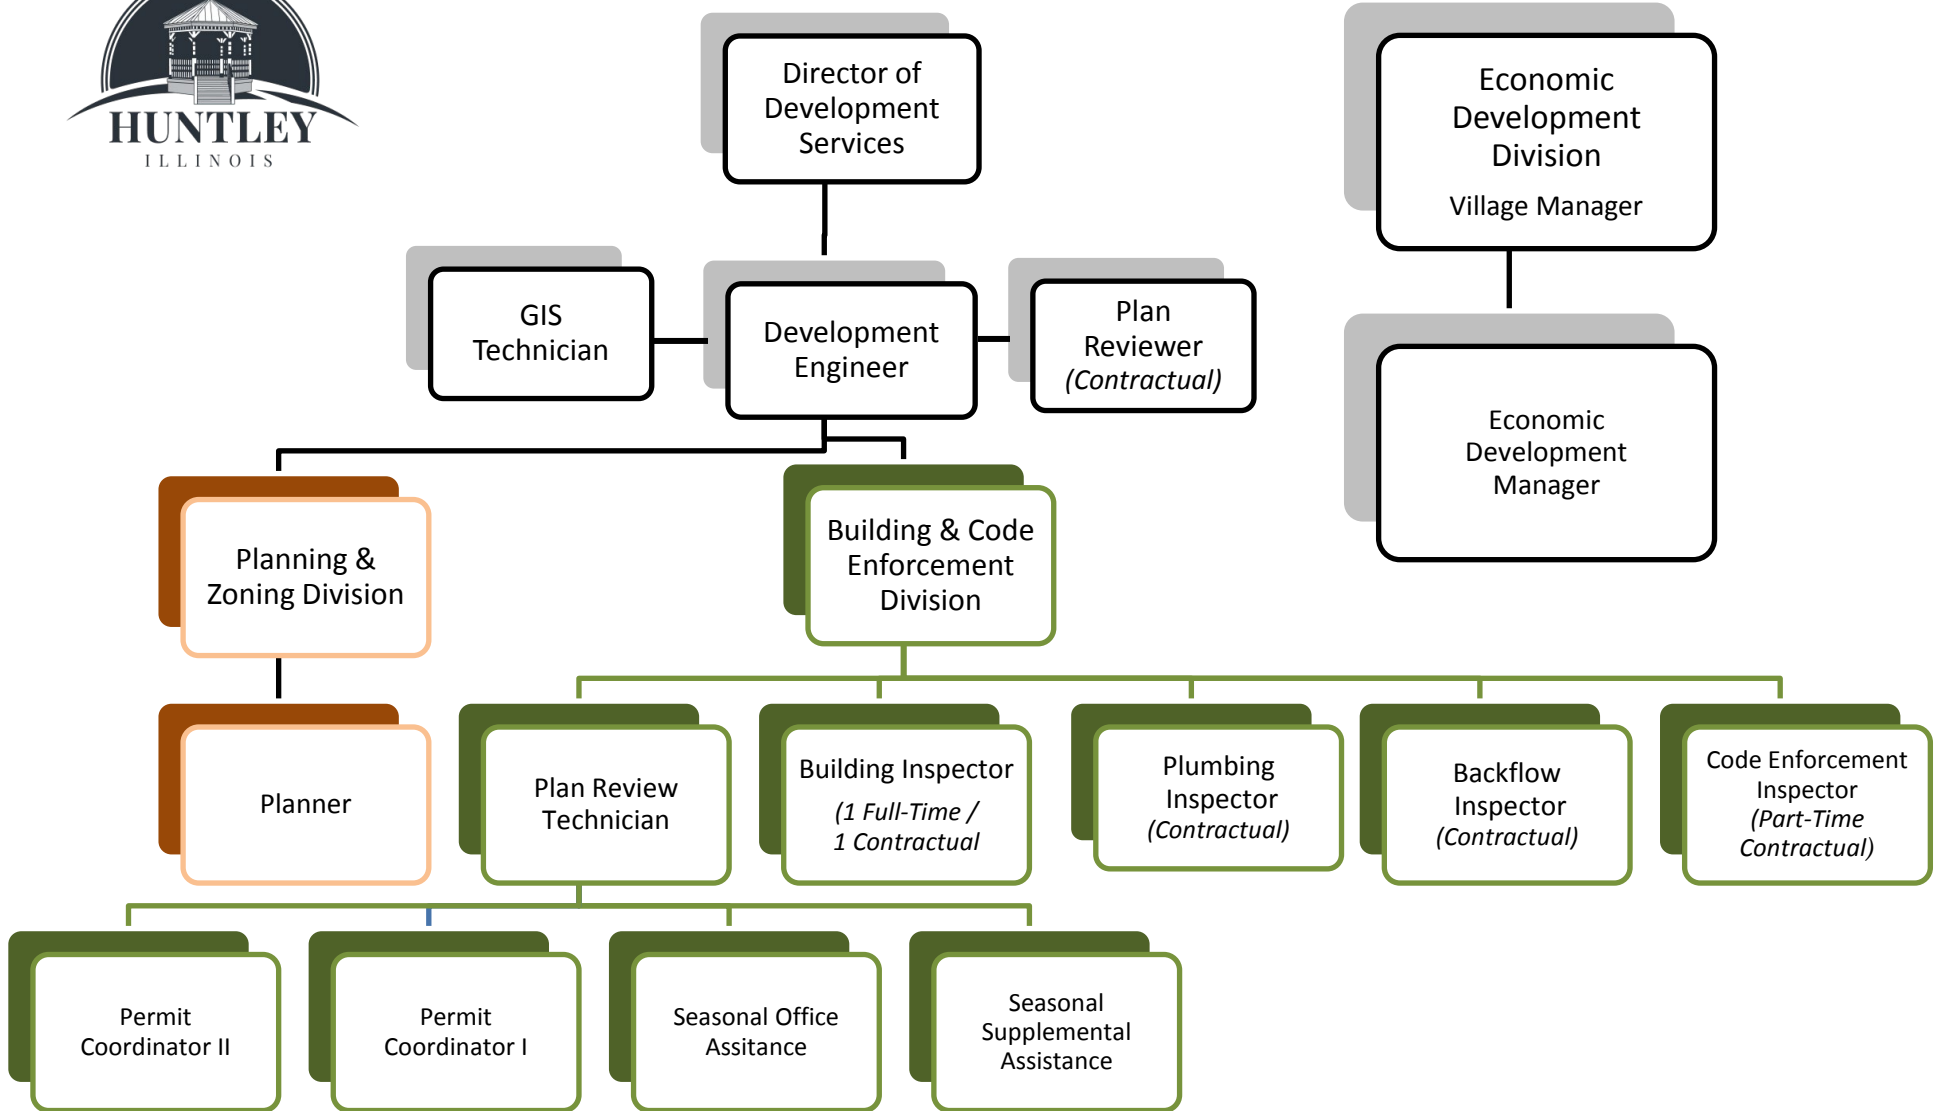 HUNTLEY
ILLINOIS
Director of
Development
Services
Economic
Development
Division
Village Manager
GIS
Technician
Development
Engineer
Plan
Reviewer
(Contractual)
Economic
Development
Manager
Planning &
Zoning Division
Building & Code
Enforcement
Division
Planner
Plan Review
Technician
Building Inspector
(1 Full-Time /
1 Contractual
Plumbing
Inspector
(Contractual)
Backflow
Inspector
(Contractual)
Code Enforcement
Inspector
(Part-Time
Contractual)
Permit
Coordinator II
Permit
Coordinator I
Seasonal Office
Assitance
Seasonal
Supplemental
Assistance